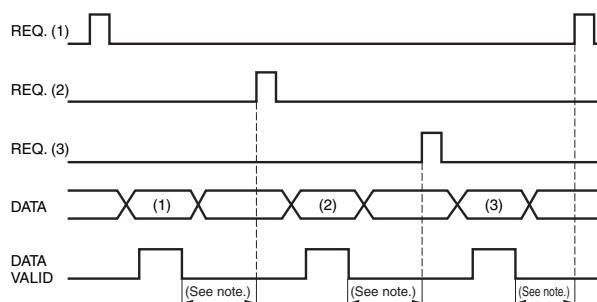 REQ. (1)
REQ. (2)
REQ. (3)
DATA
(1)
(2)
(3)
DATA
VALID
(See note.)
(See note.)
(See note.)